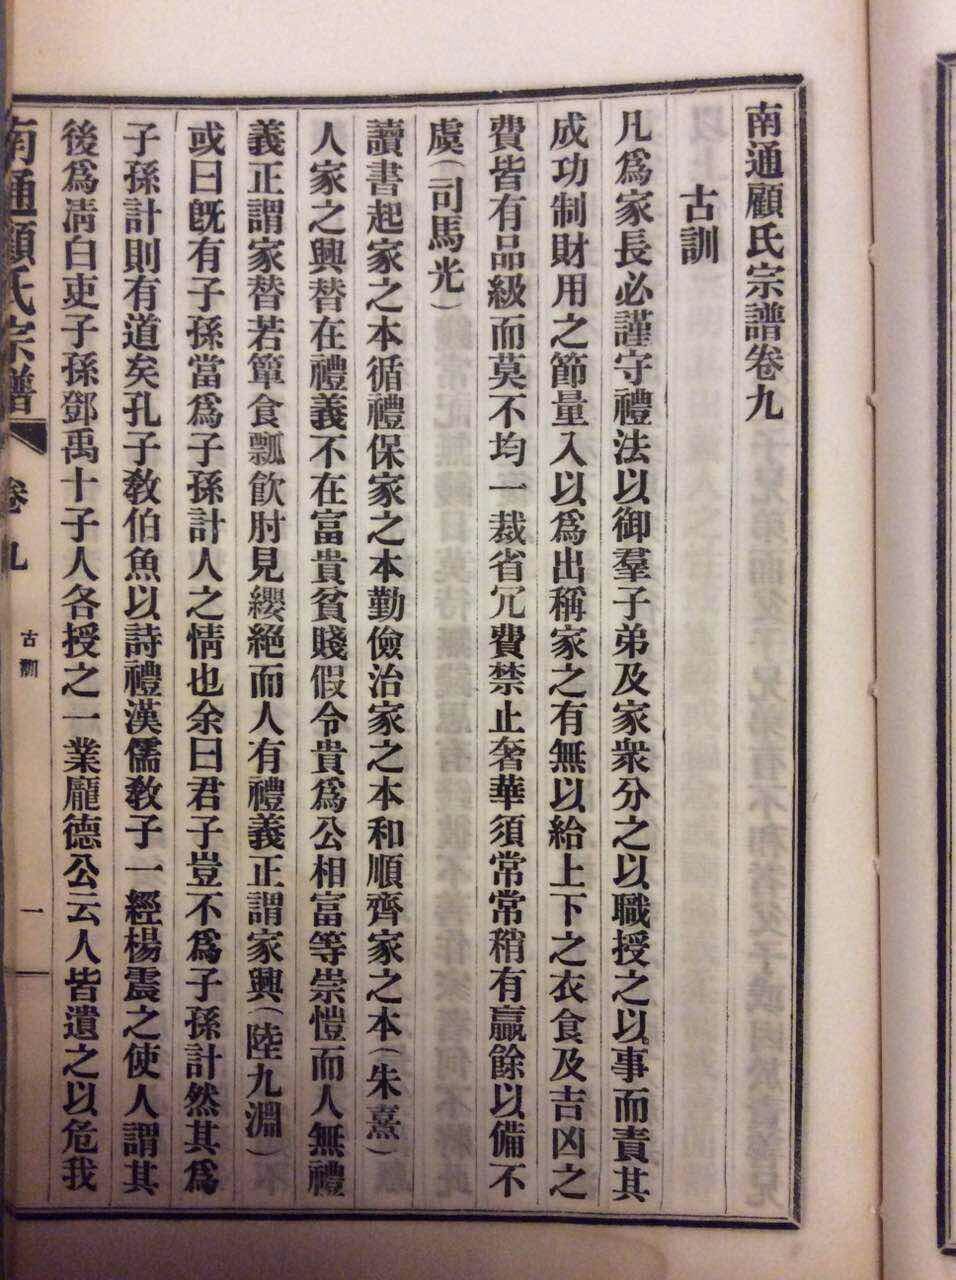 南通顧氏宗譜卷九
古訓
凡爲家長必謹守禮法以御羣子弟及家衆分之以職授之以事而責其
成功制財用之節量入以爲出稱家之有無以給上下之衣食及吉凶之
費皆有品級而莫不均一裁省冗費禁止奢華須常常稍有贏餘以備不
虞(司馬光)
讀書起家之本循禮保家之本勤儉治家之本和順齊家之本(朱熹)
人家之興替在禮義不在富貴貧賤假令貴爲公相富等崇愷而人無禮
義正謂家替若簞食瓢飮肘見纓絕而人有禮義正謂家興(陸九淵)
或曰旣有子孫當爲子孫計人之情也余曰君子豈不爲子孫計然其爲
子孫計則有道矣孔子敎伯魚以詩禮漢儒敎子一經楊震之使人謂其
後爲淸白吏子孫鄧禹十子人各授之一業龐德公云人皆遺之以危我
南通顧氏宗譜 卷九 古訓 一